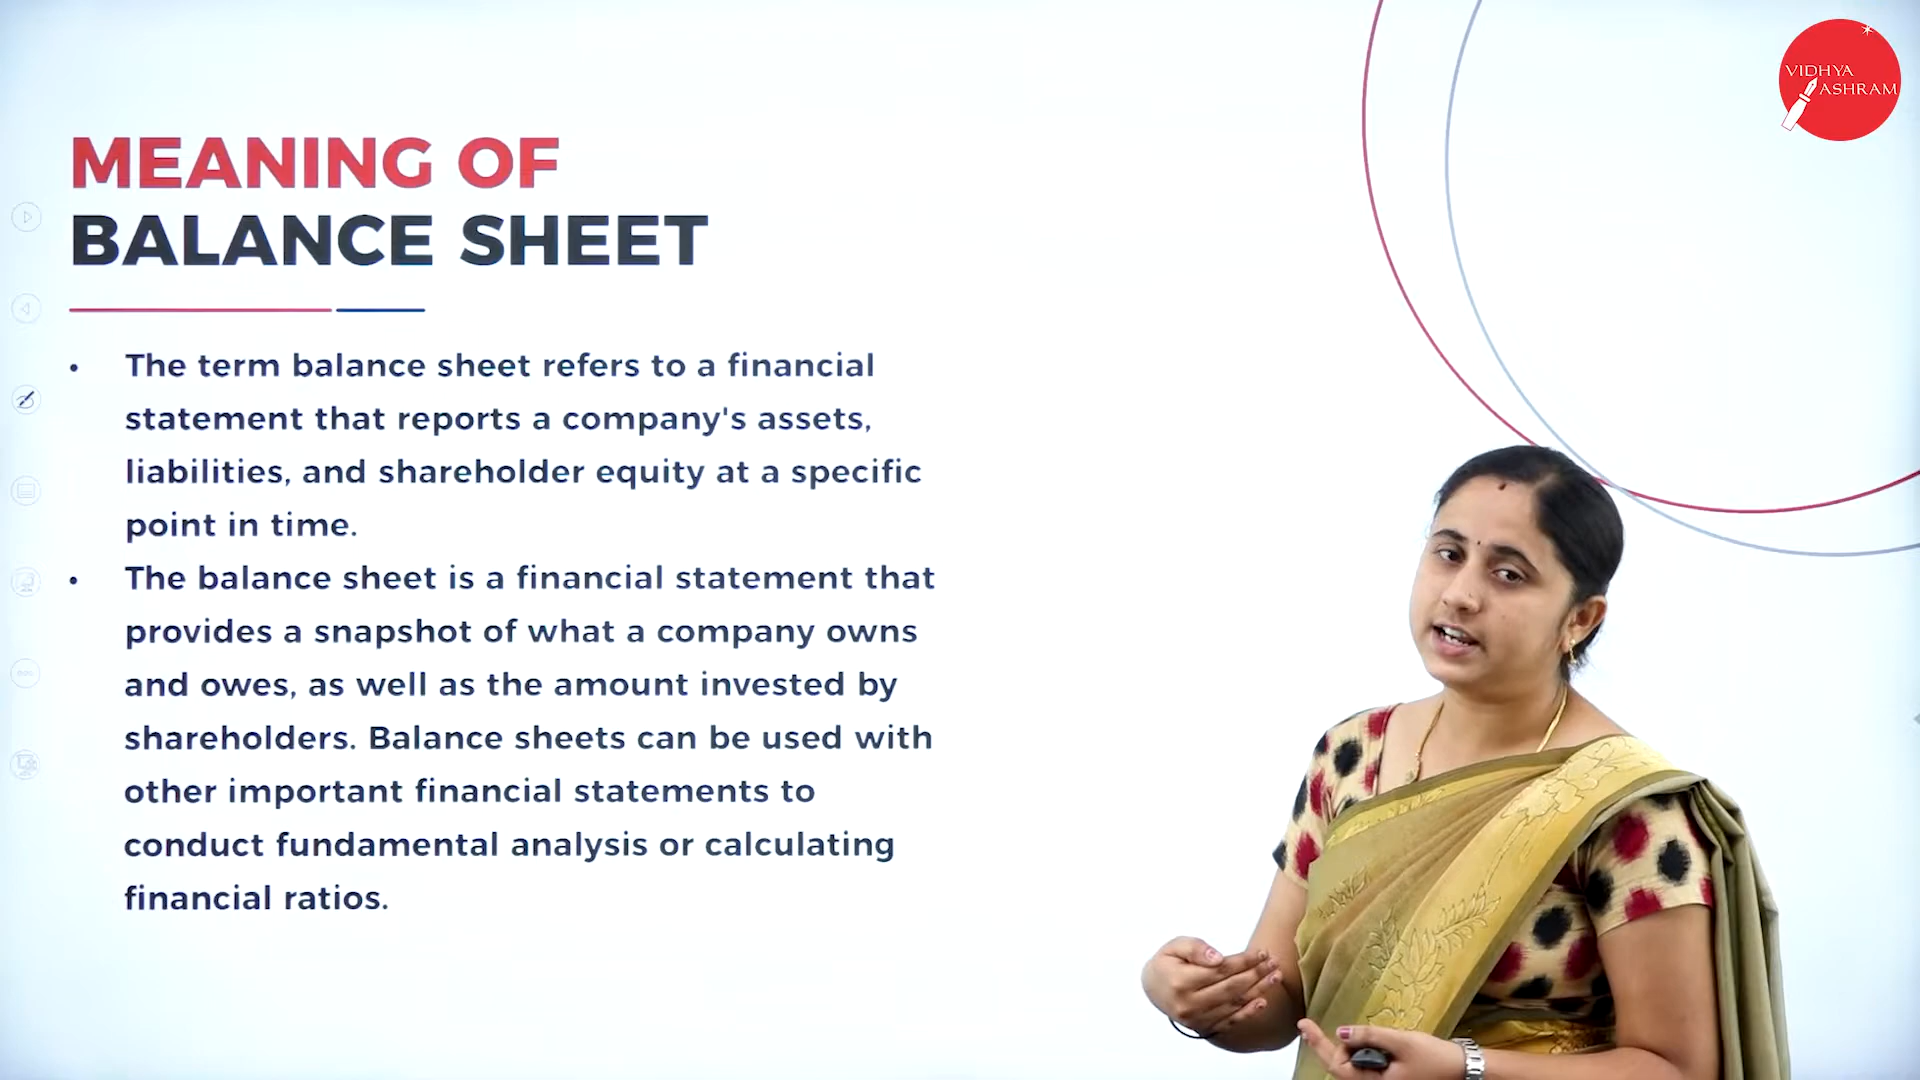 VIDHYA
ASHRAM
MEANING OF
BALANCE SHEET
• The term balance sheet refers to a financial
statement that reports a company's assets,
liabilities, and shareholder equity at a specific
point in time.
• The balance sheet is a financial statement that
provides a snapshot of what a company owns
and owes, as well as the amount invested by
shareholders. Balance sheets can be used with
other important financial statements to
conduct fundamental analysis or calculating
financial ratios.